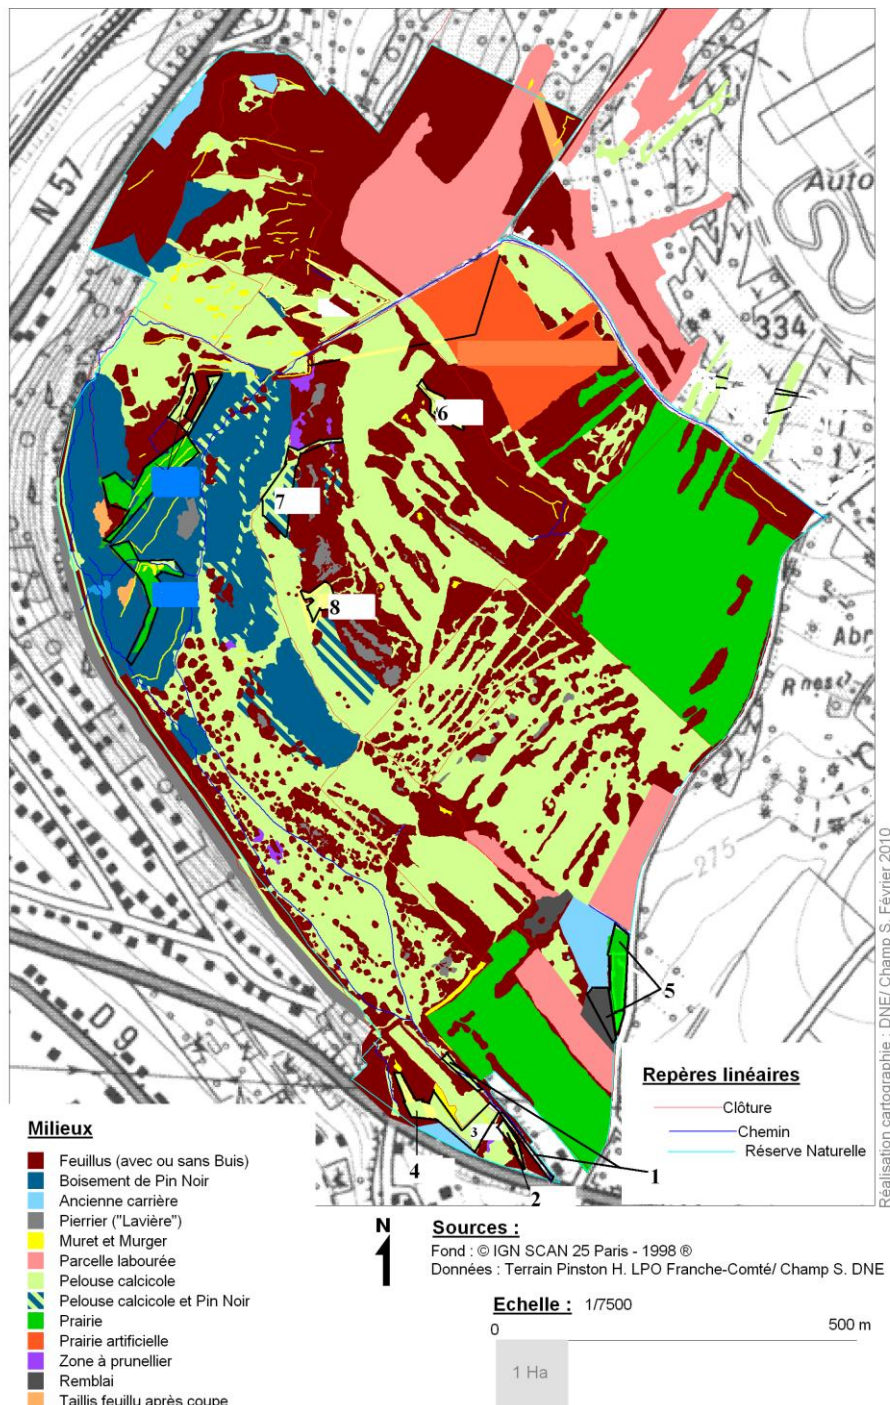 N 57
Auto
334
6
7
8
Abr
Rnes
275
D 9
5
3
4
2
1
Réalisation cartographie : DNE/ Champ S. Février 2010
Repères linéaires
Clôture
Chemin
Réserve Naturelle
Milieux
Feuillus (avec ou sans Buis)
Boisement de Pin Noir
Ancienne carrière
Pierrier ("Lavière")
Muret et Murger
Parcelle labourée
Pelouse calcicole
Pelouse calcicole et Pin Noir
Prairie
Prairie artificielle
Zone à prunellier
Remblai
Taillis feuillu après coupe
N
Sources :
Fond : © IGN SCAN 25 Paris - 1998 ®
Données : Terrain Pinston H. LPO Franche-Comté/ Champ S. DNE
Echelle : 1/7500
0 500 m
1 Ha